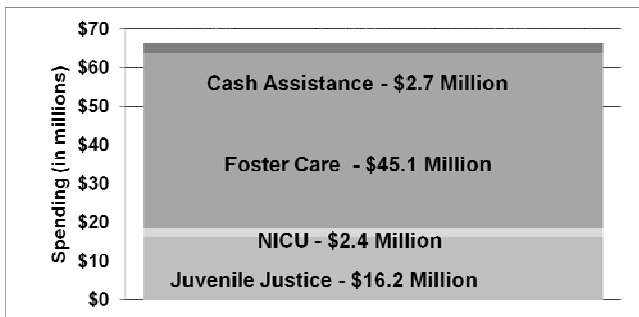 $70
$60
Cash Assistance - $2.7 Million
$50
$40
Foster Care - $45.1 Million
$30
$20
NICU - $2.4 Million
$10
Juvenile Justice - $16.2 Million
$0
Spending (in millions)